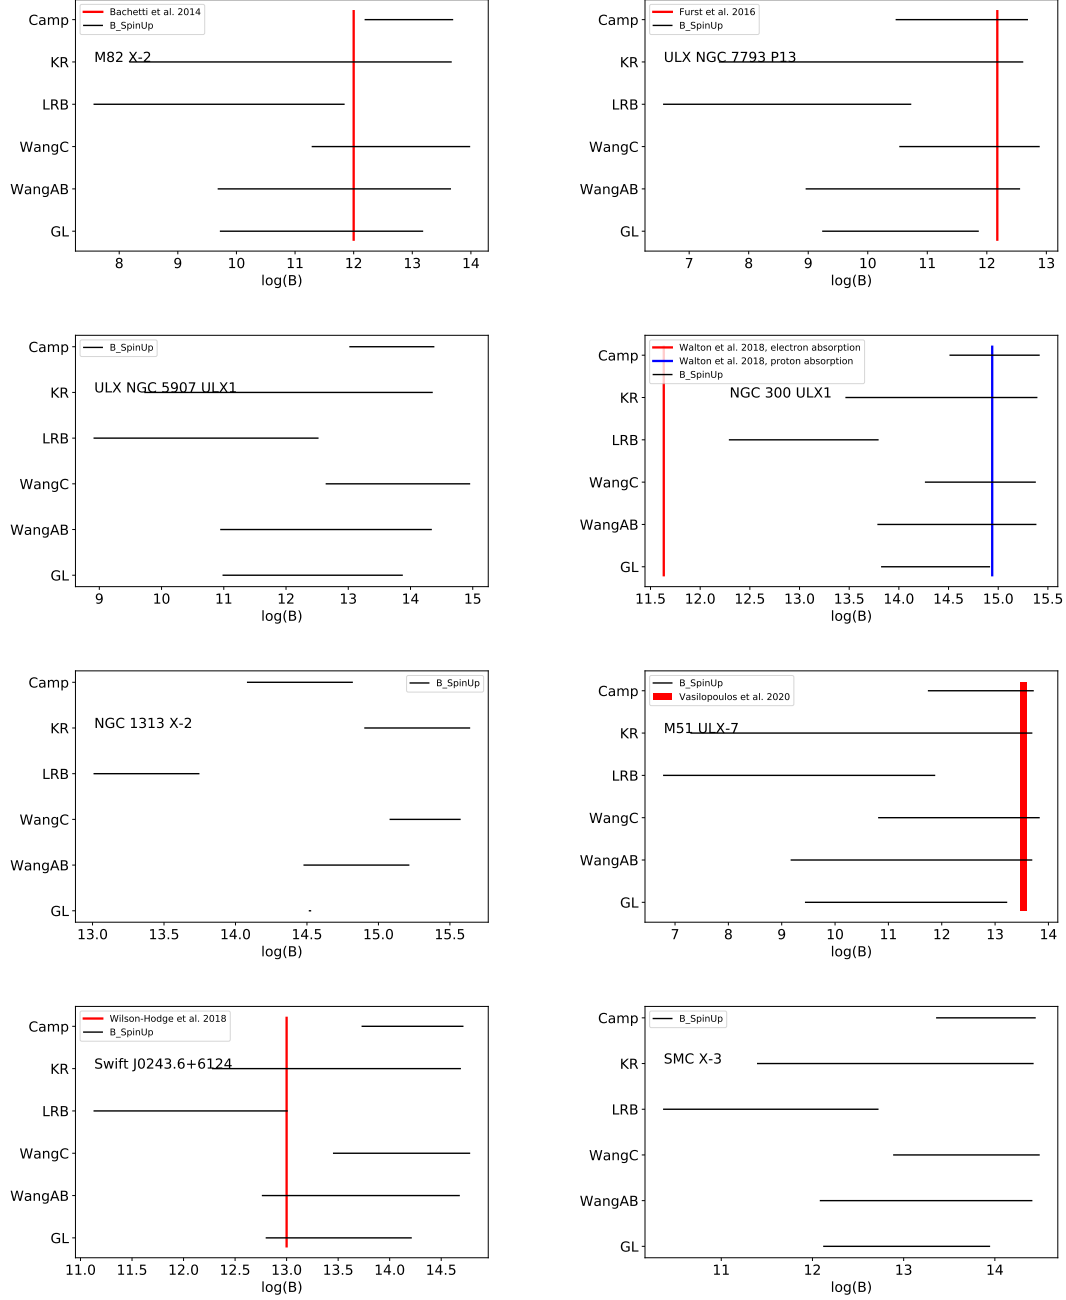 Bachetti et al. 2014
B_SpinUp
M82 X-2
Camp
KR
LRB
WangC
WangAB
GL
8 9 10 11 12 13 14
log(B)
Furst et al. 2016
B_SpinUp
ULX NGC 7793 P13
Camp
KR
LRB
WangC
WangAB
GL
7 8 9 10 11 12 13
log(B)
B_SpinUp
ULX NGC 5907 ULX1
Camp
KR
LRB
WangC
WangAB
GL
9 10 11 12 13 14 15
log(B)
Walton et al. 2018, electron absorption
Walton et al. 2018, proton absorption
B_SpinUp
NGC 300 ULX1
Camp
KR
LRB
WangC
WangAB
GL
11.5 12.0 12.5 13.0 13.5 14.0 14.5 15.0 15.5
log(B)
B_SpinUp
NGC 1313 X-2
Camp
KR
LRB
WangC
WangAB
GL
13.0 13.5 14.0 14.5 15.0 15.5
log(B)
B_SpinUp
Vasilopoulos et al. 2020
M51 ULX-7
Camp
KR
LRB
WangC
WangAB
GL
7 8 9 10 11 12 13 14
log(B)
Wilson-Hodge et al. 2018
B_SpinUp
Swift J0243.6+6124
Camp
KR
LRB
WangC
WangAB
GL
11.0 11.5 12.0 12.5 13.0 13.5 14.0 14.5
log(B)
B_SpinUp
SMC X-3
Camp
KR
LRB
WangC
WangAB
GL
11 12 13 14
log(B)